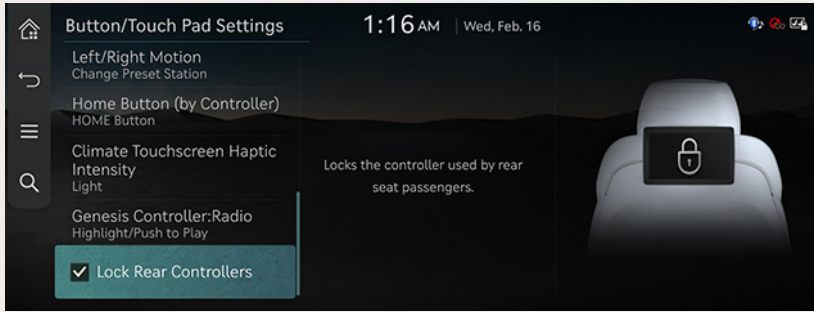 Button/Touch Pad Settings
1:16 AM
Wed, Feb. 16
Left/Right Motion
Change Preset Station
Home Button (by Controller)
HOME Button
Climate Touchscreen Haptic
Intensity
Light
Genesis Controller:Radio
Highlight/Push to Play
Lock Rear Controllers
Locks the controller used by rear
seat passengers.